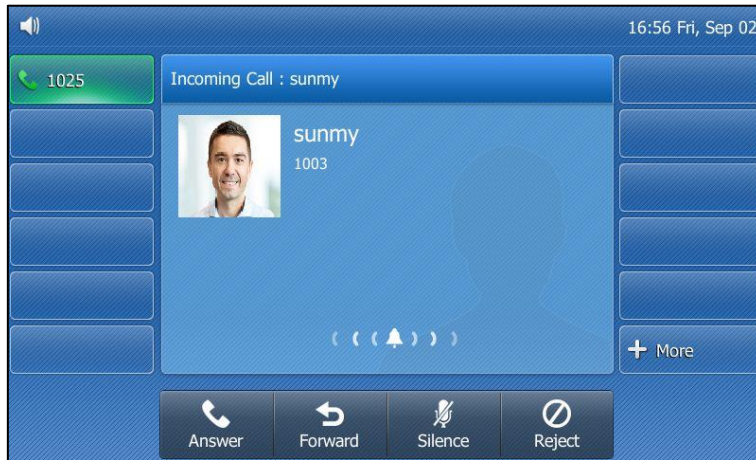 16:56 Fri, Sep 02
1025
Incoming Call : sunmy
sunmy
1003
More
Answer
Forward
Silence
Reject